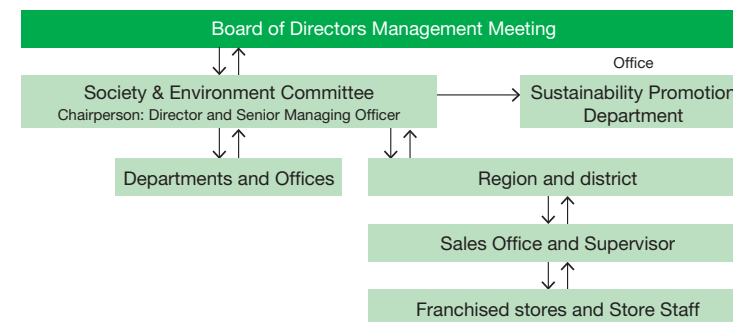 Board of Directors Management Meeting
Office
Society & Environment Committee
Chairperson: Director and Senior Managing Officer
Sustainability Promotion
Department
Departments and Offices
Region and district
Sales Office and Supervisor
Franchised stores and Store Staff